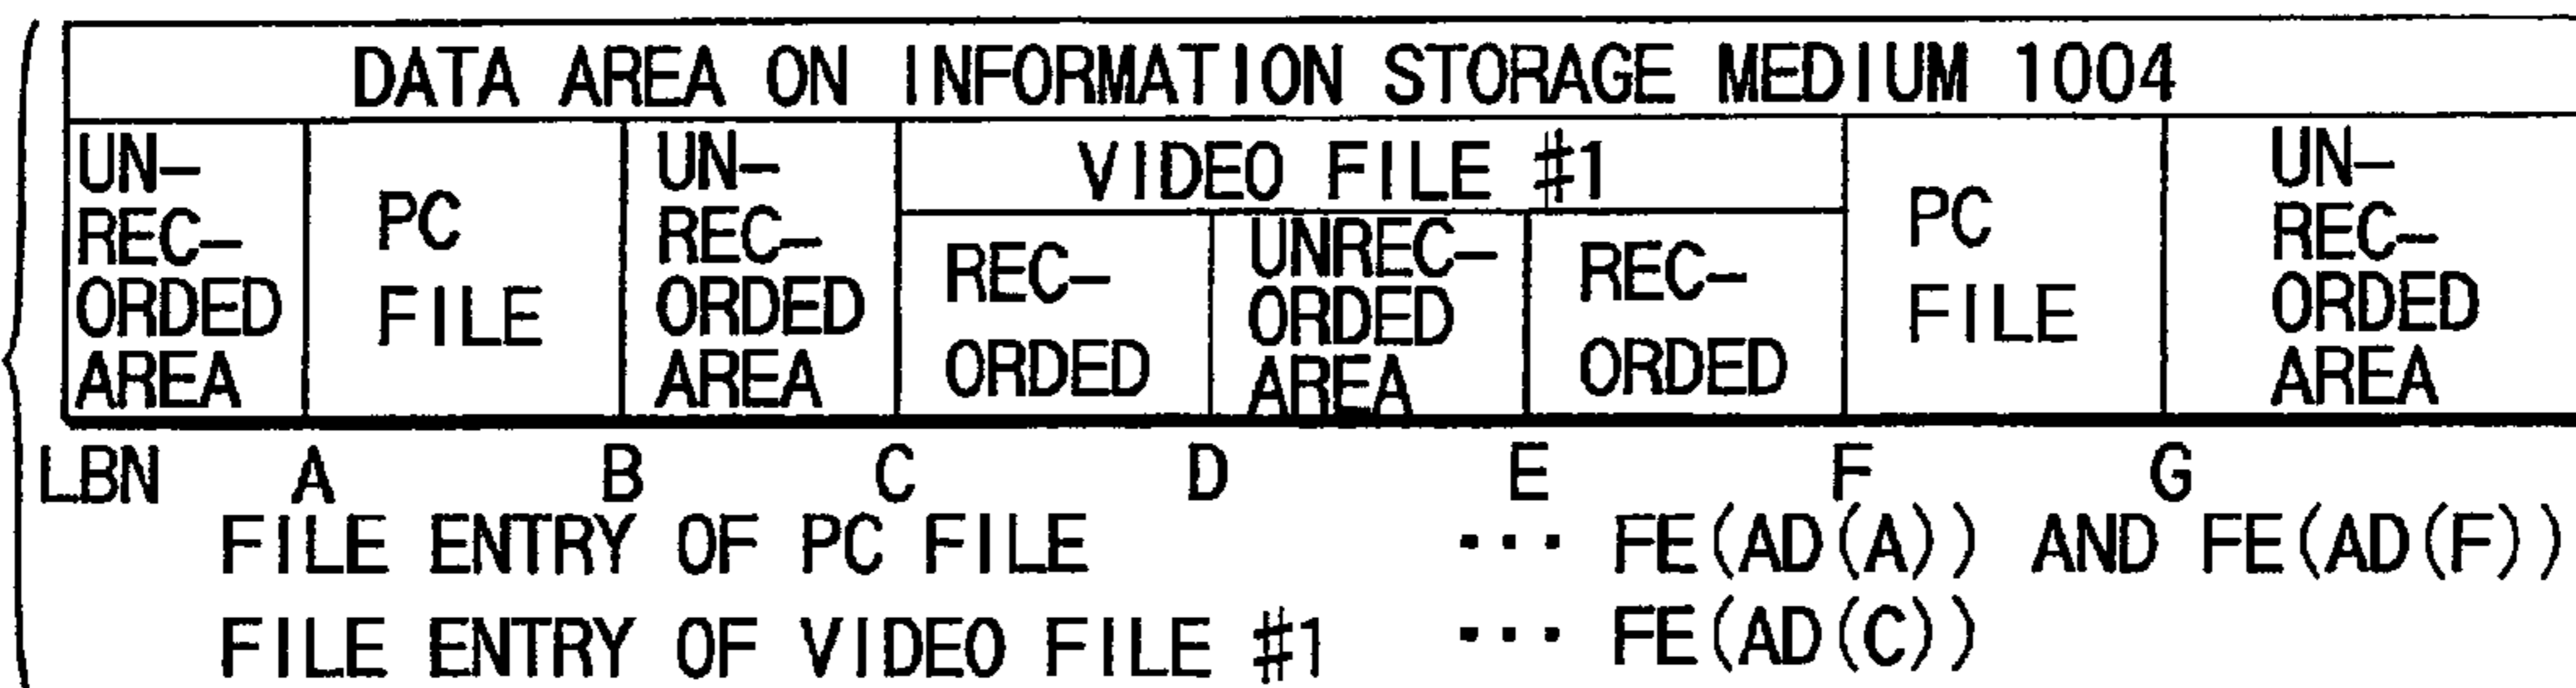 DATA AREA ON INFORMATION STORAGE MEDIUM 1004
UN-
REC-
ORDED
AREA
PC
FILE
UN-
REC-
ORDED
AREA
VIDEO FILE #1
REC-
ORDED
UNREC-
ORDED
AREA
REC-
ORDED
PC
FILE
UN-
REC-
ORDED
AREA
LBN A B C D E F G
FILE ENTRY OF PC FILE ··· FE(AD(A)) AND FE(AD(F))
FILE ENTRY OF VIDEO FILE #1 ··· FE(AD(C))